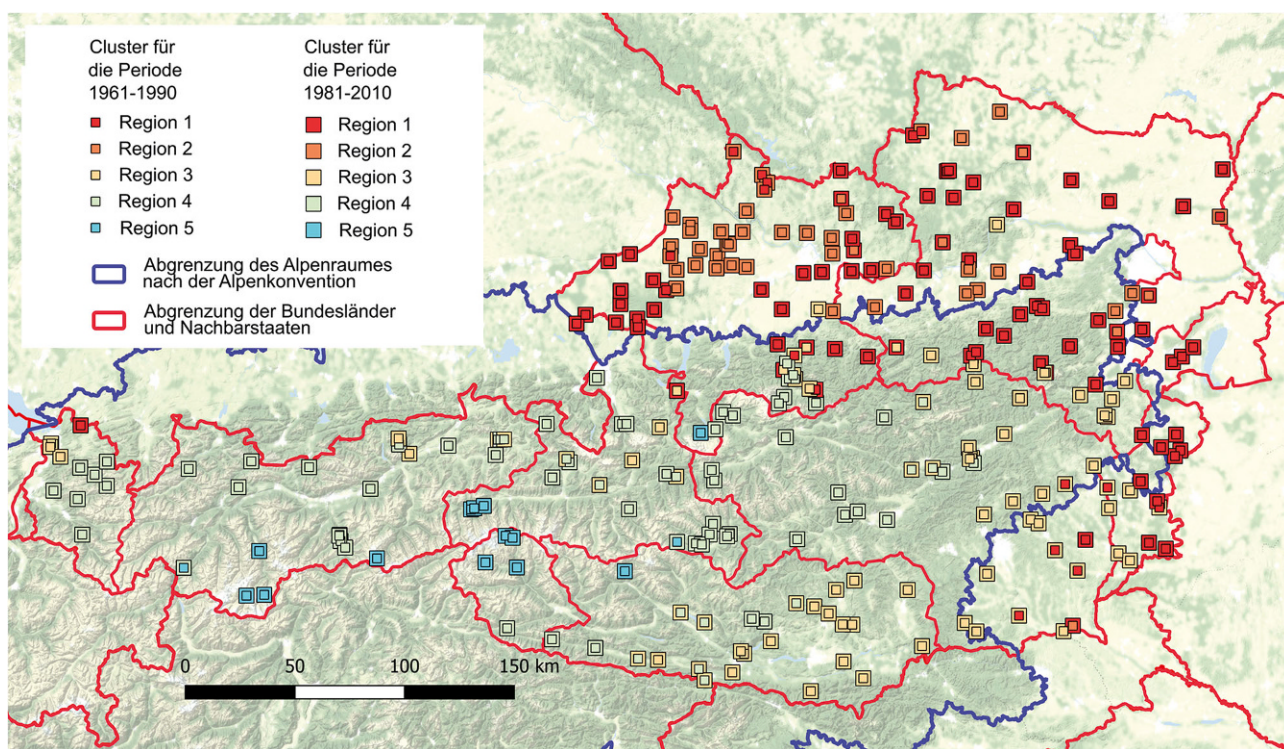 Cluster für
die Periode
1961-1990
Region 1
Region 2
Region 3
Region 4
Region 5
Cluster für
die Periode
1981-2010
Region 1
Region 2
Region 3
Region 4
Region 5
Abgrenzung des Alpenraumes
nach der Alpenkonvention
Abgrenzung der Bundesländer
und Nachbarstaaten
0 50 100 150 km